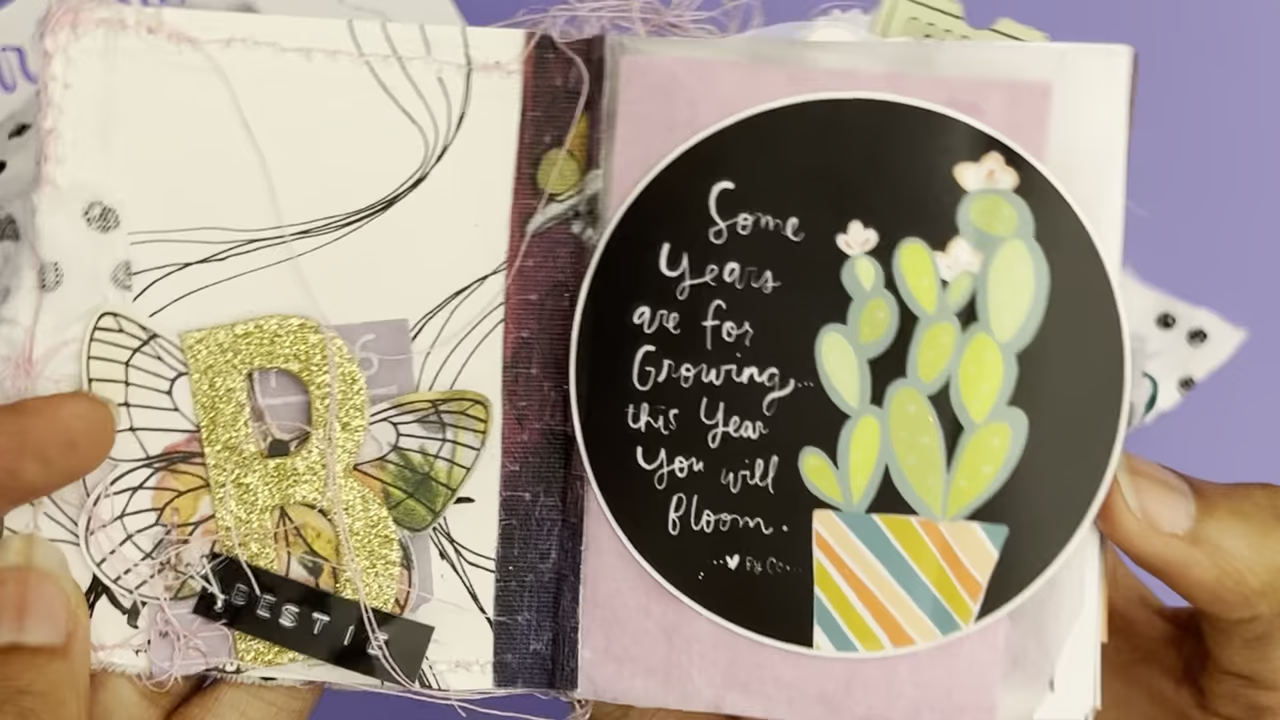 R
BESTIE
Some
Years
are for
Growing...
this Year
You will
Bloom.